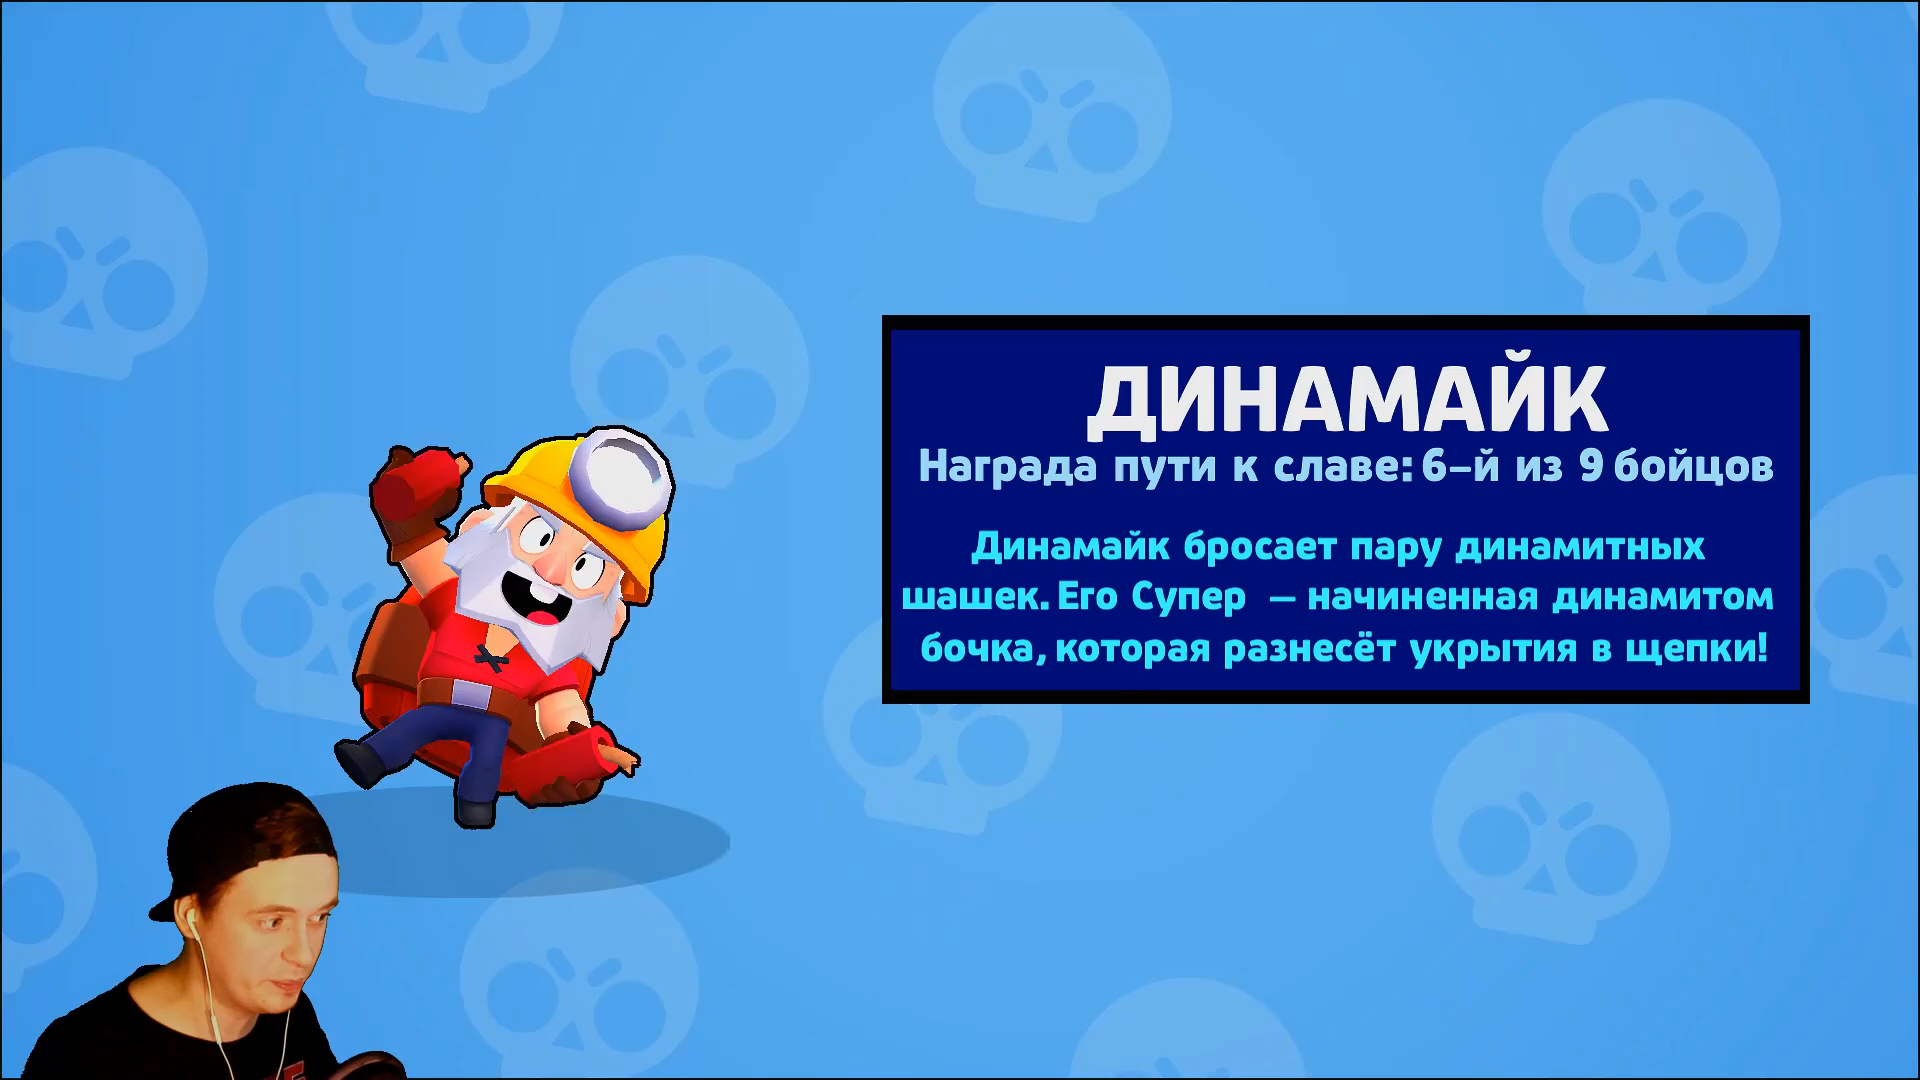 ДИНАМАЙК
Награда пути к славе: 6-й из 9 бойцов
Динамайк бросает пару динамитных
шашек. Его Супер – начиненная динамитом
бочка, которая разнесёт укрытия в щепки!